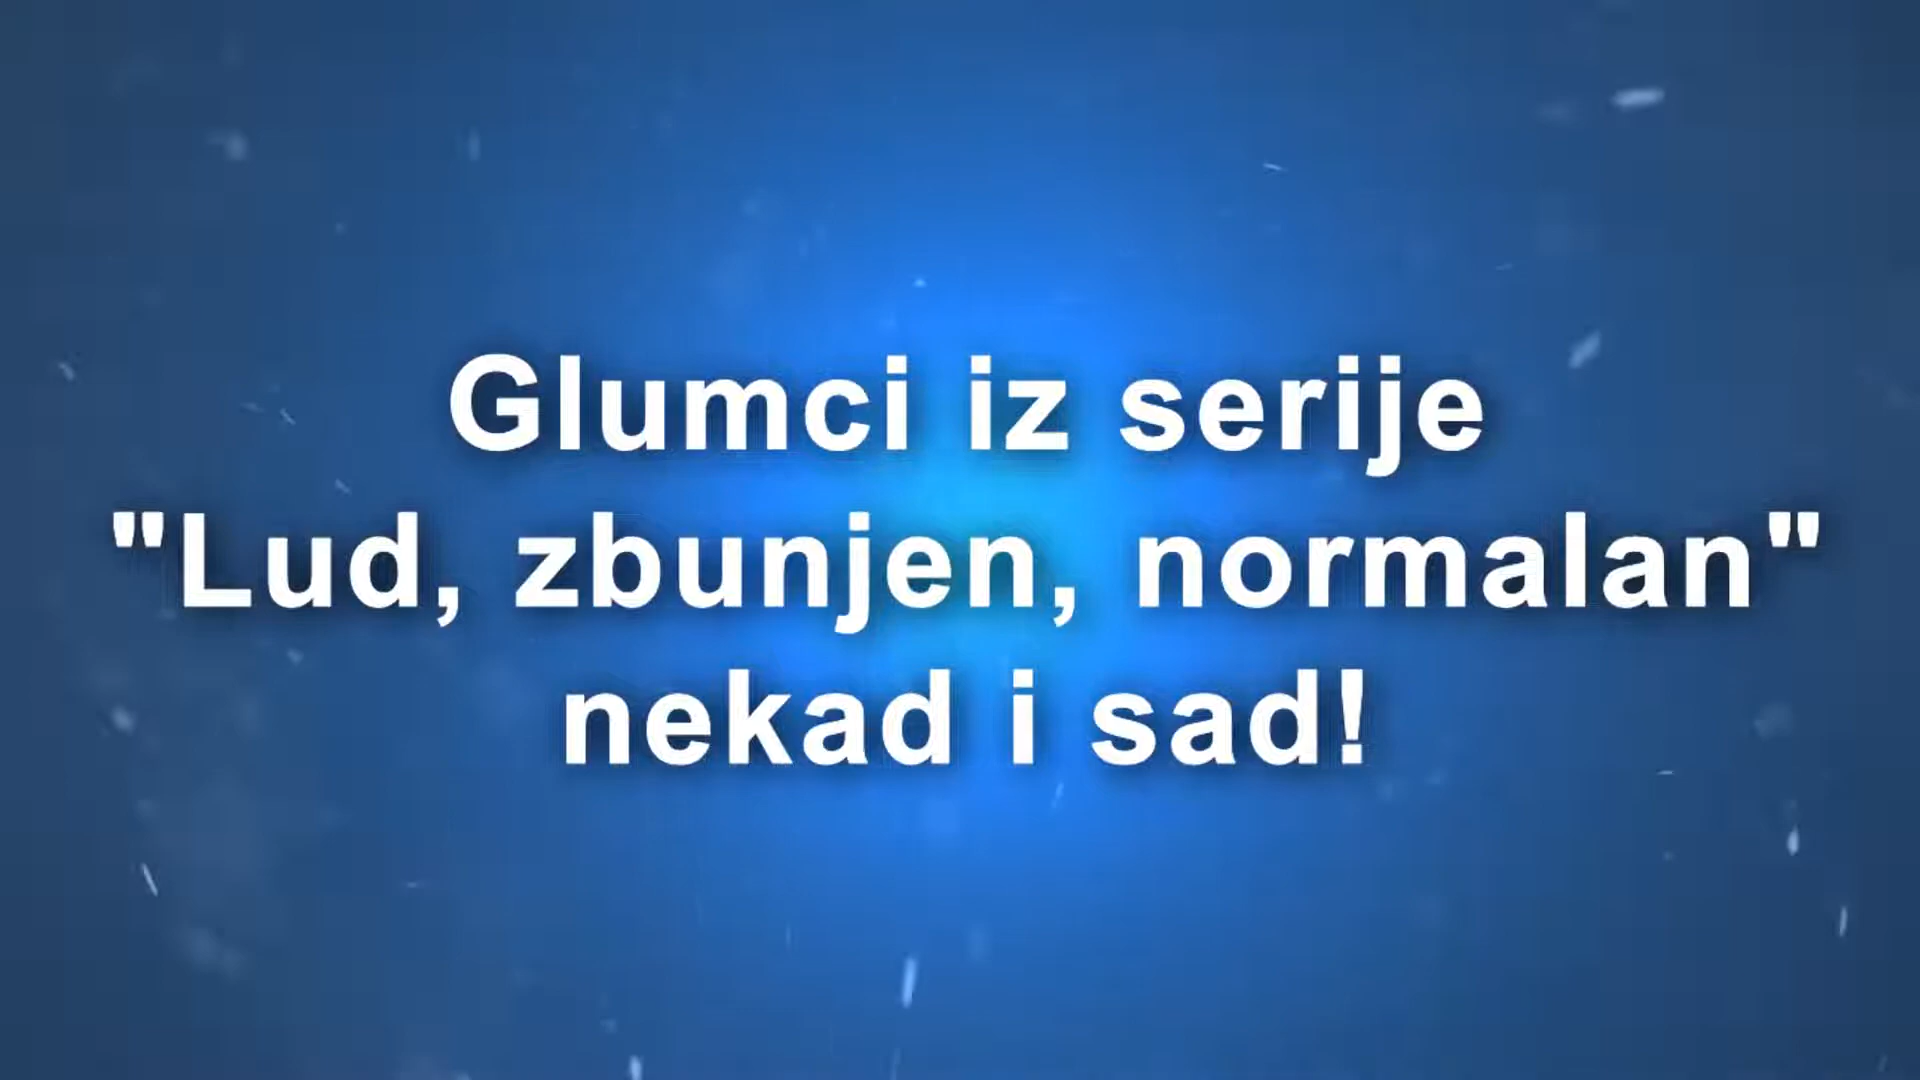 Glumci iz serije
"Lud, zbunjen, normalan"
nekad i sad!